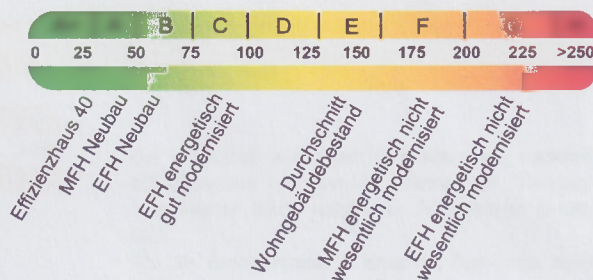 B C D E F
0 25 50 75 100 125 150 175 200 225 >250
Effizienzhaus 40
MFH Neubau
EFH Neubau
EFH energetisch
gut modernisiert
Durchschnitt
Wohngebäudebestand
MFH energetisch nicht
wesentlich modernisiert
EFH energetisch nicht
wesentlich modernisiert